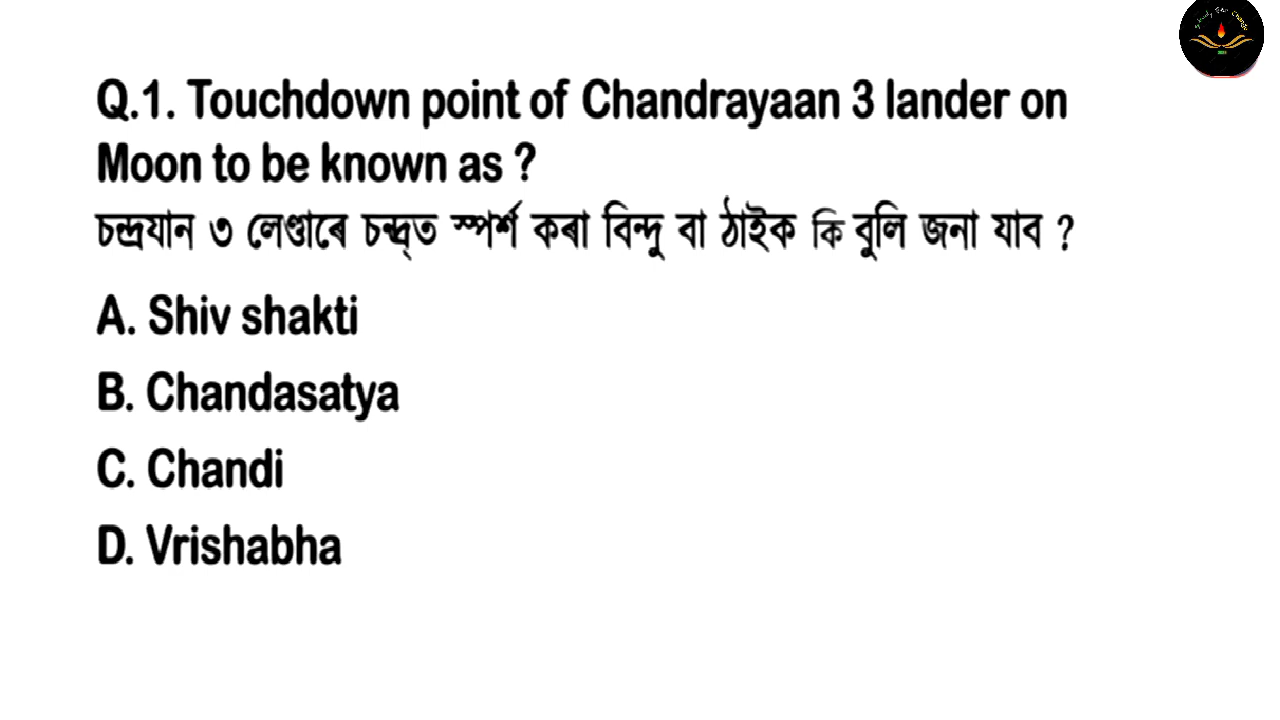 Q.1. Touchdown point of Chandrayaan 3 lander on
Moon to be known as ?
চন্দ্ৰযান ৩ লেণ্ডাৰে চন্দ্ৰ্ত স্পৰ্শ কৰা বিন্দু বা ঠাইক কি বুলি জনা যাব ?
A. Shiv shakti
B. Chandasatya
C. Chandi
D. Vrishabha